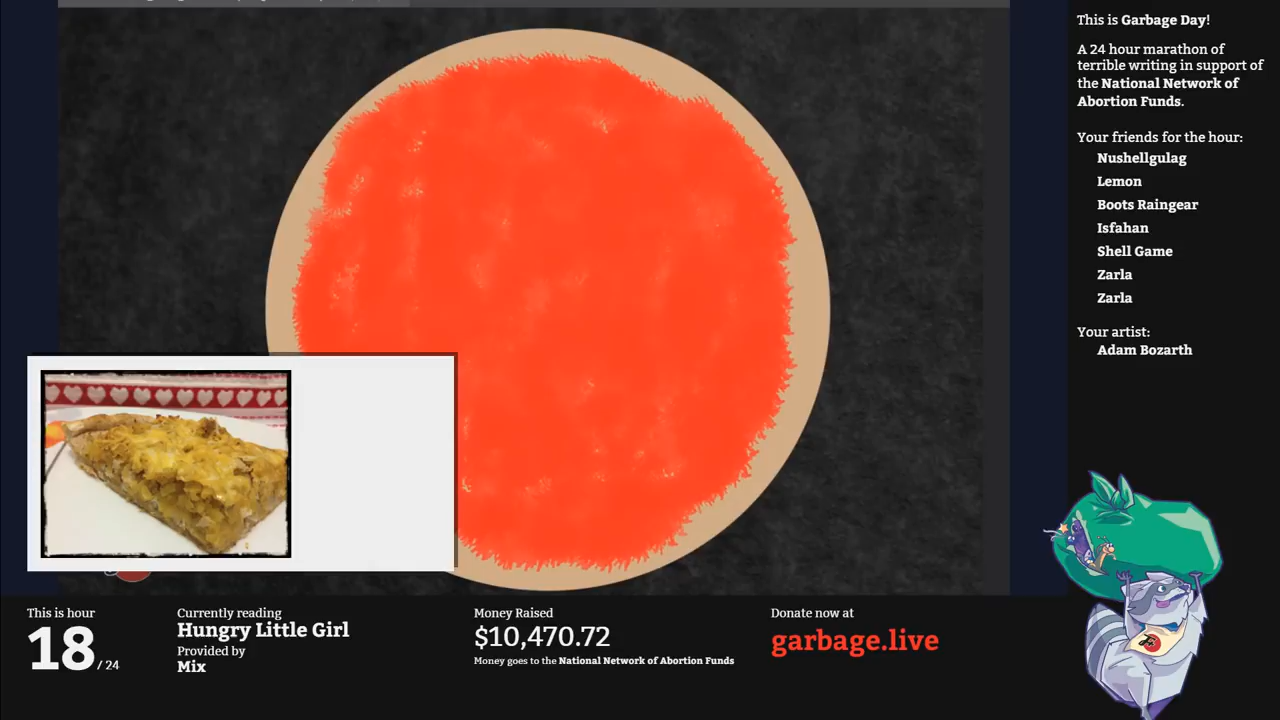 This is Garbage Day!
A 24 hour marathon of
terrible writing in support of
the National Network of
Abortion Funds.
Your friends for the hour:
Nushellgulag
Lemon
Boots Raingear
Isfahan
Shell Game
Zarla
Zarla
Your artist:
Adam Bozarth
This is hour
18 / 24
Currently reading
Hungry Little Girl
Provided by
Mix
Money Raised
$10,470.72
Money goes to the National Network of Abortion Funds
Donate now at
garbage.live